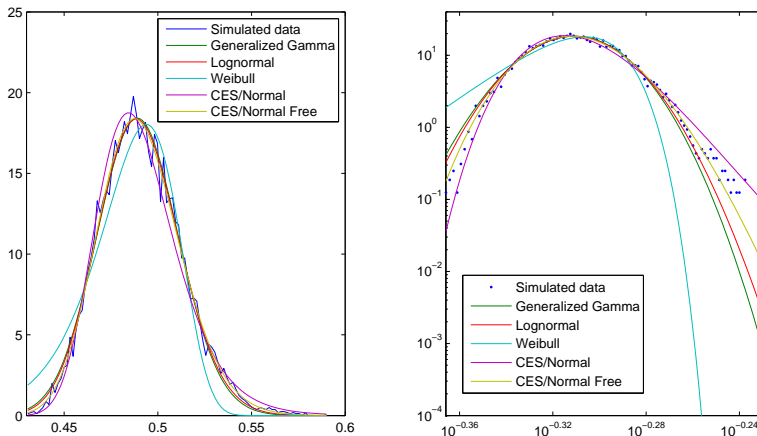 25
20
15
10
5
0
0.45
0.5
0.55
0.6
Simulated data
Generalized Gamma
Lognormal
Weibull
CES/Normal
CES/Normal Free
10^2
10^1
10^0
10^−1
10^−2
10^−3
10^−4
10^−0.36
10^−0.32
10^−0.28
10^−0.24
Simulated data
Generalized Gamma
Lognormal
Weibull
CES/Normal
CES/Normal Free